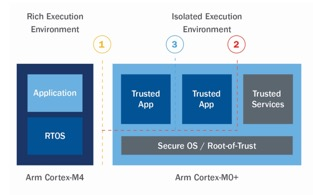 Rich Execution
Environment
Isolated Execution
Environment
1
3
2
Application
RTOS
Trusted
App
Trusted
App
Trusted
Services
Secure OS / Root-of-Trust
Arm Cortex-M4
Arm Cortex-M0+